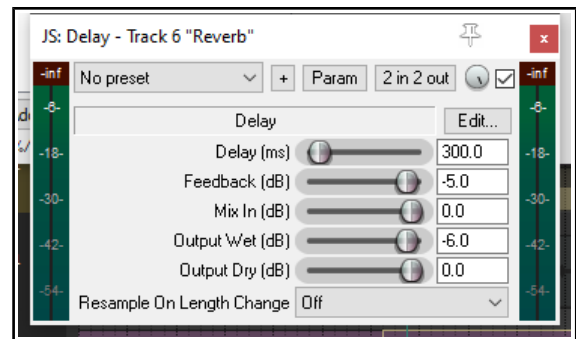 JS: Delay - Track 6 "Reverb"
x
-inf No preset + Param 2 in 2 out -inf
-6- -6-
Delay Edit...
-18- Delay (ms) 300.0 -18-
Feedback (dB) -5.0
-30- Mix In (dB) 0.0 -30-
-42- Output Wet (dB) -6.0 -42-
Output Dry (dB) 0.0
-54- Resample On Length Change Off -54-